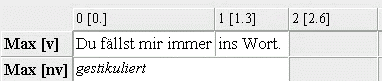 0 [0.] 1 [1.3] 2 [2.6]
Max [v] Du fällst mir immer ins Wort.
Max [nv] gestikuliert